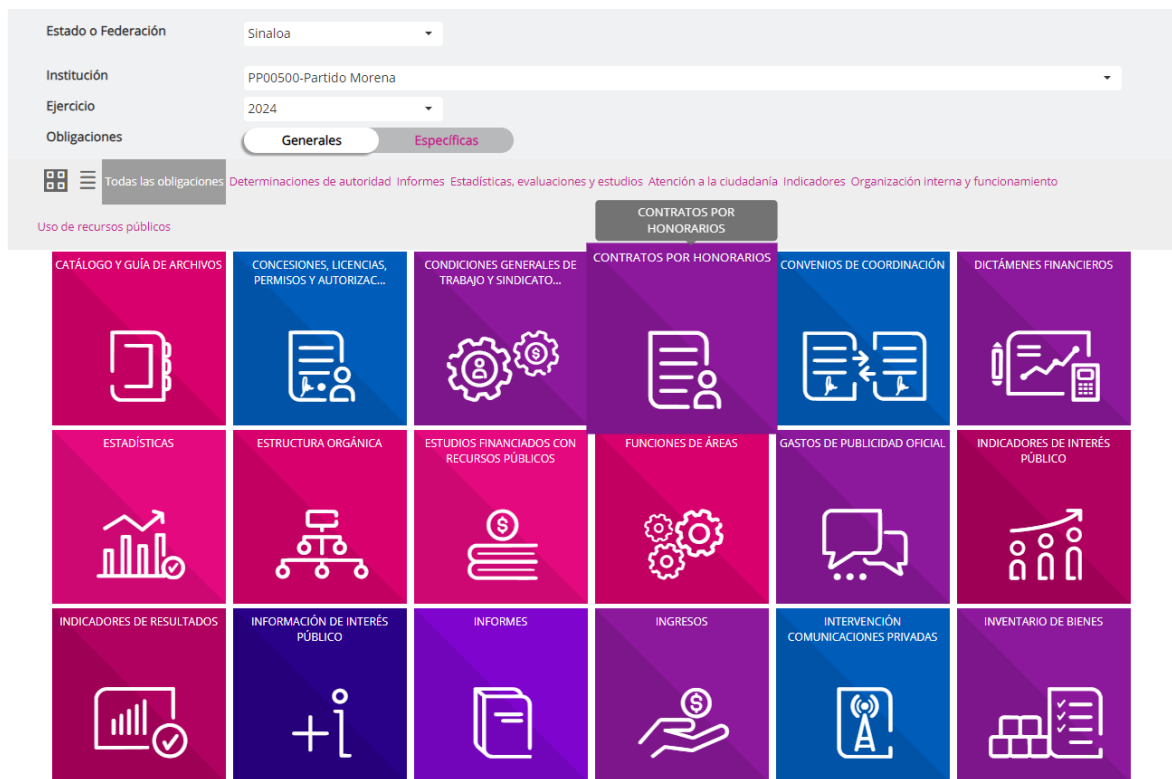 Estado o Federación
Sinaloa
Institución
PP00500-Partido Morena
Ejercicio
2024
Obligaciones
Generales
Específicas
Todas las obligaciones Determinaciones de autoridad Informes Estadísticas, evaluaciones y estudios Atención a la ciudadanía Indicadores Organización interna y funcionamiento
Uso de recursos públicos
CONTRATOS POR
HONORARIOS
CATÁLOGO Y GUÍA DE ARCHIVOS
CONCESIONES, LICENCIAS,
PERMISOS Y AUTORIZAC...
CONDICIONES GENERALES DE
TRABAJO Y SINDICATO...
CONTRATOS POR HONORARIOS
CONVENIOS DE COORDINACIÓN
DICTÁMENES FINANCIEROS
ESTADÍSTICAS
ESTRUCTURA ORGÁNICA
ESTUDIOS FINANCIADOS CON
RECURSOS PÚBLICOS
FUNCIONES DE ÁREAS
GASTOS DE PUBLICIDAD OFICIAL
INDICADORES DE INTERÉS
PÚBLICO
INDICADORES DE RESULTADOS
INFORMACIÓN DE INTERÉS
PÚBLICO
INFORMES
INGRESOS
INTERVENCIÓN
COMUNICACIONES PRIVADAS
INVENTARIO DE BIENES